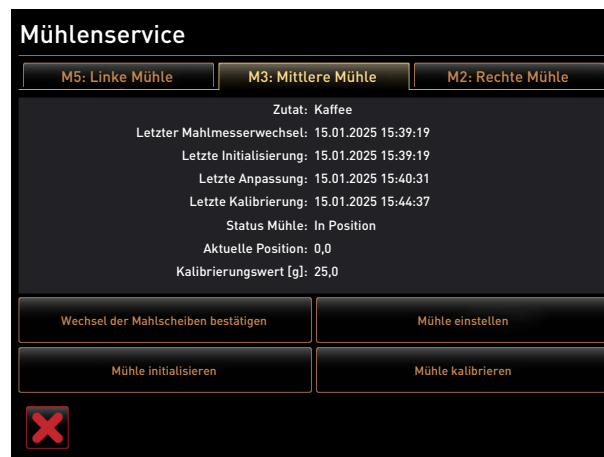 Mühlenservice
M5: Linke Mühle
M3: Mittlere Mühle
M2: Rechte Mühle
Zutat: Kaffee
Letzter Mahlmesserwechsel: 15.01.2025 15:39:19
Letzte Initialisierung: 15.01.2025 15:39:19
Letzte Anpassung: 15.01.2025 15:40:31
Letzte Kalibrierung: 15.01.2025 15:44:37
Status Mühle: In Position
Aktuelle Position: 0,0
Kalibrierungswert [g]: 25,0
Wechsel der Mahlscheiben bestätigen
Mühle einstellen
Mühle initialisieren
Mühle kalibrieren